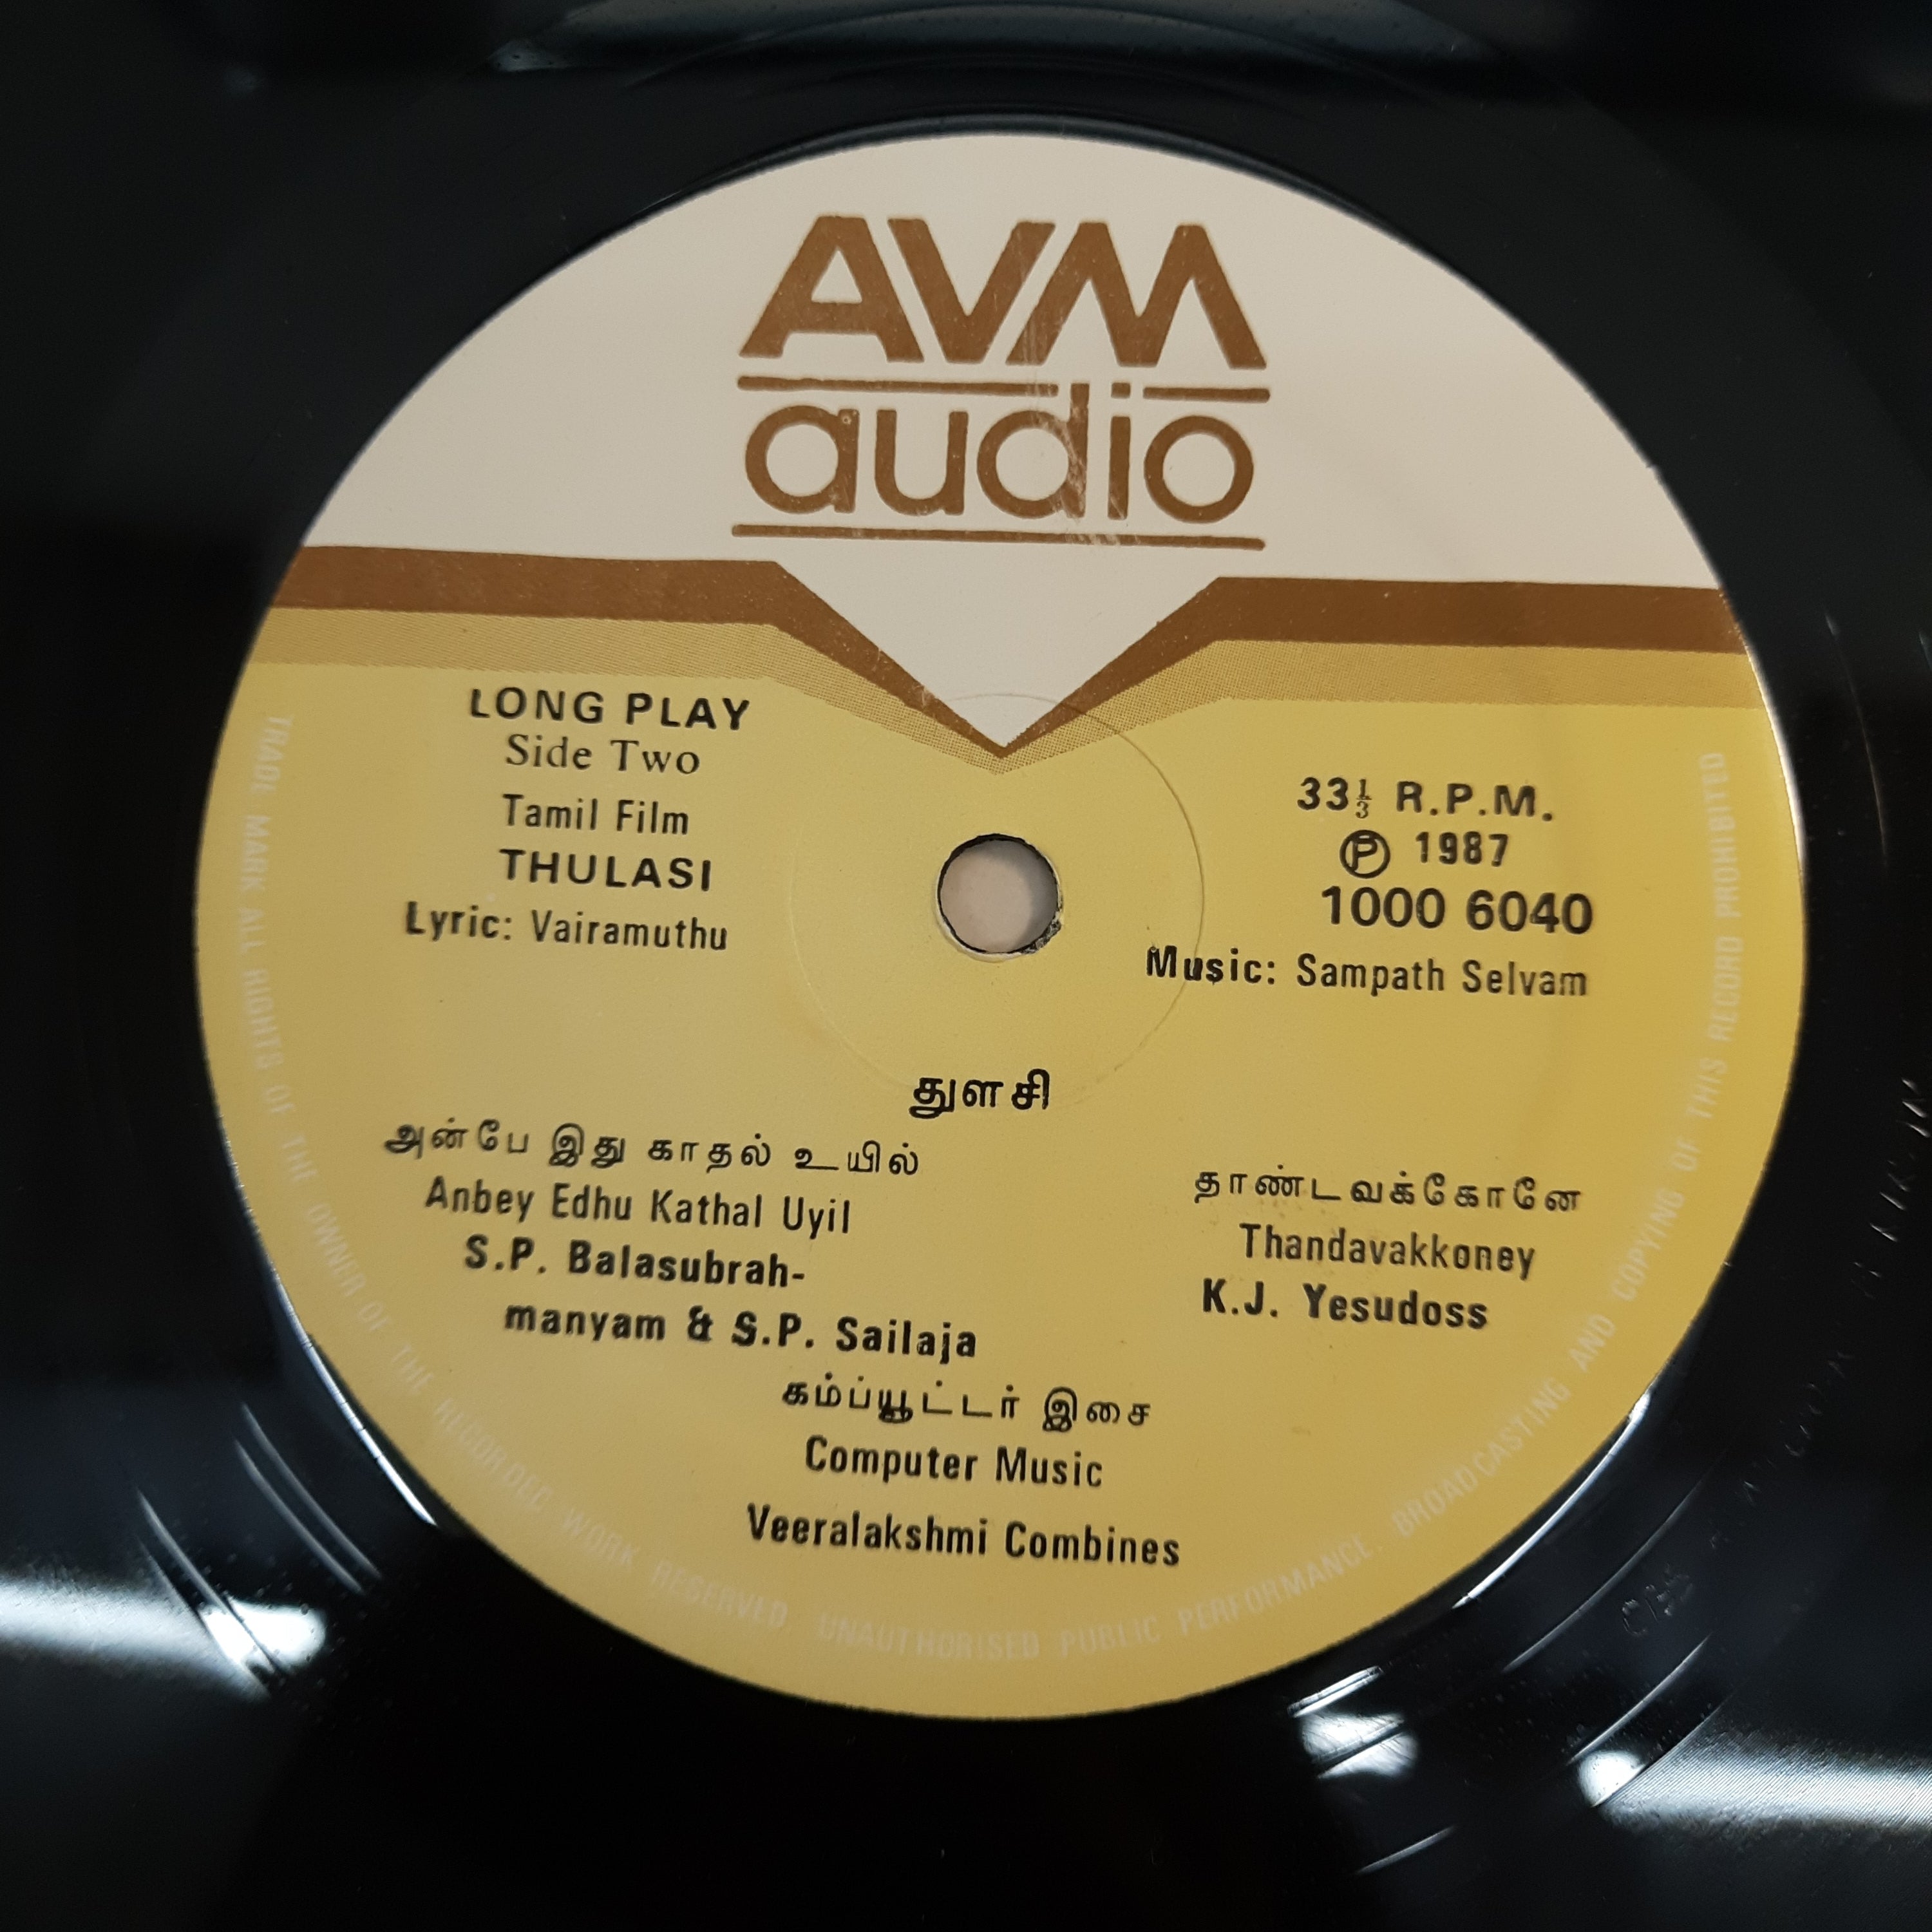 AVM
audio
LONG PLAY
Side Two
Tamil Film
THULASI
Lyric: Vairamuthu
33⅓ R.P.M.
Ⓟ 1987
1000 6040
Music: Sampath Selvam
துளசி
அன்பே இது காதல் உயில்
Anbey Edhu Kathal Uyil
S.P. Balasubrah-
manyam & S.P. Sailaja
தாண்டவக்கோனே
Thandavakkoney
K.J. Yesudoss
கம்ப்யூட்டர் இசை
Computer Music
Veeralakshmi Combines
TRADE MARK ALL RIGHTS OF THE OWNER OF THE RECORDED WORK RESERVED. UNAUTHORISED PUBLIC PERFORMANCE. BROADCASTING AND COPYING OF THIS RECORD PROHIBITED